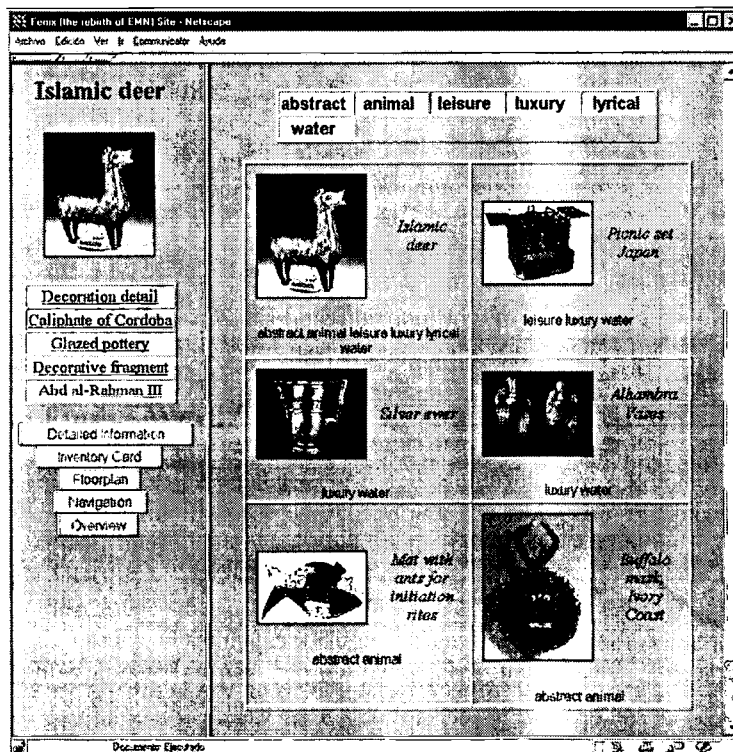 Fenix (the rebirth of EMN) Site - Netscape
Archivo Edición Ver Ir Communicator Ayuda
Islamic deer
Decoration detail
Caliphate of Cordoba
Glazed pottery
Decorative fragment
Abd al-Rahman III
Detailed Information
Inventory Card
Floorplan
Navigation
Overview
abstract animal leisure luxury lyrical
water
Islamic
deer
abstract animal leisure luxury lyrical
water
Picnic set
Japan
leisure luxury water
Silver ewer
luxury water
Alhambra
Vases
luxury water
Mat with
ants for
initiation
rites
abstract animal
Buffalo
mask,
Ivory
Coast
abstract animal
Documento: Ejecutado